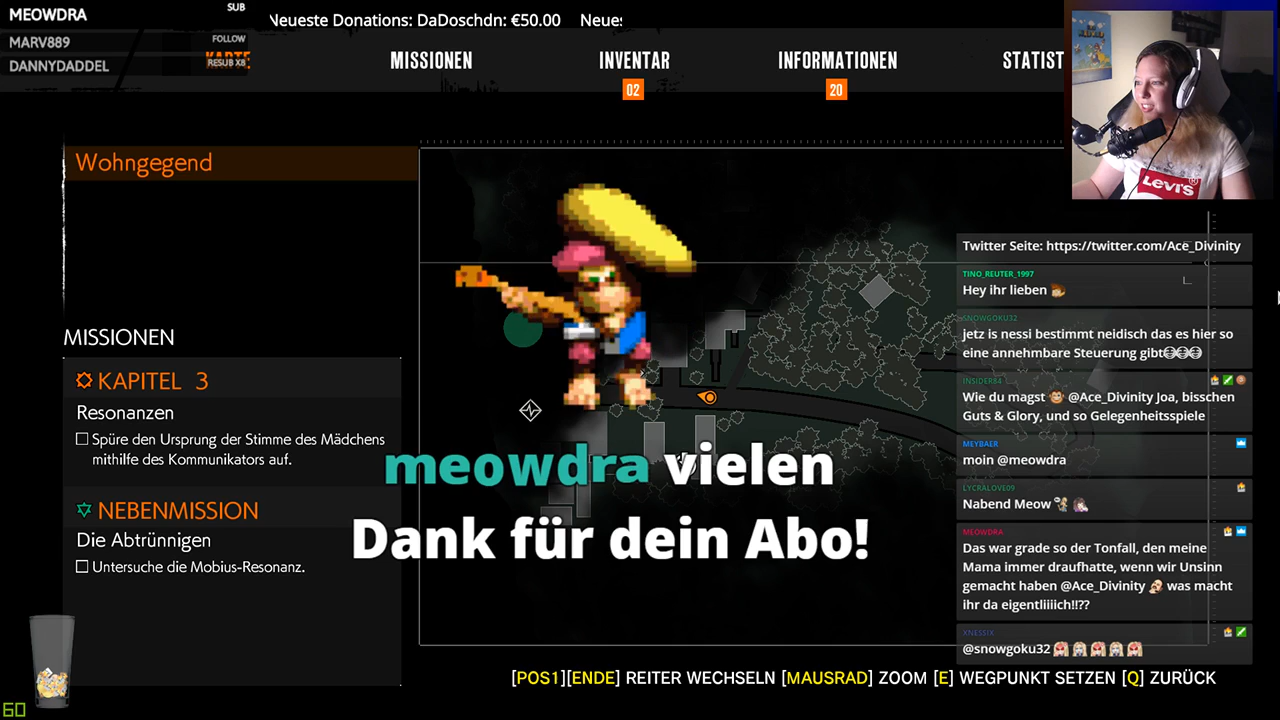 MEOWDRA SUB
MARV889 FOLLOW
DANNYDADDEL RESUB X8
Neueste Donations: DaDoschdn: €50.00 Neues
KARTE MISSIONEN INVENTAR INFORMATIONEN STATIST
02 20
Wohngegend
MISSIONEN
KAPITEL 3
Resonanzen
Spüre den Ursprung der Stimme des Mädchens
mithilfe des Kommunikators auf.
NEBENMISSION
Die Abtrünnigen
Untersuche die Mobius-Resonanz.
meowdra vielen
Dank für dein Abo!
LEVI'S
Twitter Seite: https://twitter.com/Ace_Divinity
TINO_REUTER_1997
Hey ihr lieben
SNOWGOKU32
jetz is nessi bestimmt neidisch das es hier so
eine annehmbare Steuerung gibt
INSIDER84
Wie du magst @Ace_Divinity Joa, bisschen
Guts & Glory, und so Gelegenheitsspiele
MEYBAER
moin @meowdra
LYCRALOVE09
Nabend Meow
MEOWDRA
Das war grade so der Tonfall, den meine
Mama immer draufhatte, wenn wir Unsinn
gemacht haben @Ace_Divinity was macht
ihr da eigentliiiich!!??
XNESSIX
@snowgoku32
[POS1][ENDE] REITER WECHSELN [MAUSRAD] ZOOM [E] WEGPUNKT SETZEN [Q] ZURÜCK
60